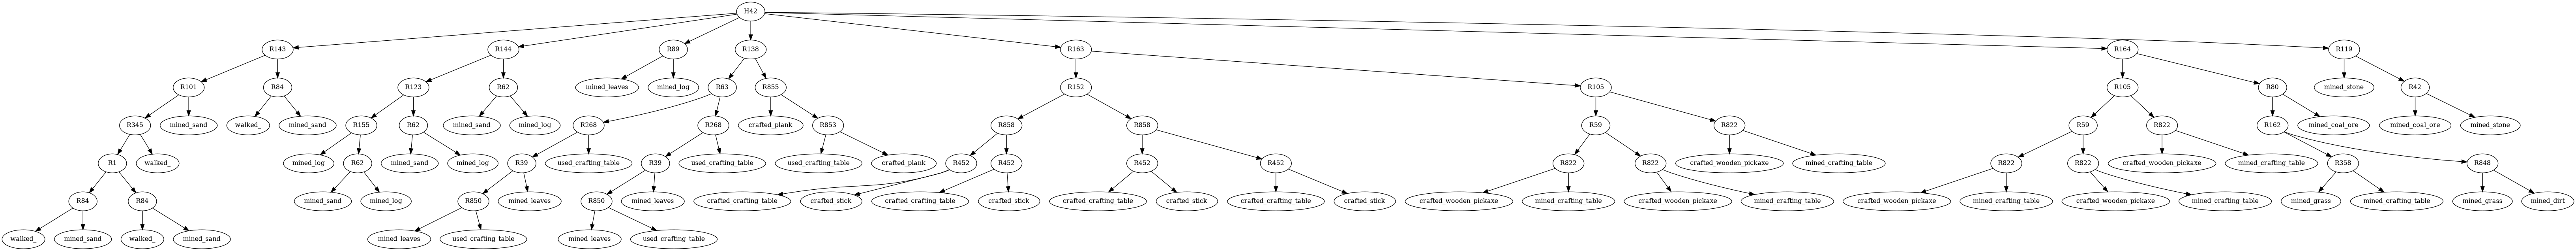 H42
R143 R144 R89 R138 R163 R164 R119
R101 R84 R123 R62 mined_leaves mined_log R63 R855 R152 R105 R105 R80 mined_stone R42
R345 mined_sand walked_ mined_sand R155 R62 mined_sand mined_log R268 R268 crafted_plank R853 R858 R858 R59 R822 R59 R822 R162 mined_coal_ore mined_coal_ore mined_stone
R1 walked_ mined_log R62 mined_sand mined_log R39 used_crafting_table R39 used_crafting_table used_crafting_table crafted_plank R452 R452 R452 R452 R822 R822 crafted_wooden_pickaxe mined_crafting_table R822 R822 crafted_wooden_pickaxe mined_crafting_table R358 R848
R84 R84 mined_sand mined_log R850 mined_leaves R850 mined_leaves crafted_crafting_table crafted_stick crafted_crafting_table crafted_stick crafted_crafting_table crafted_stick crafted_crafting_table crafted_stick crafted_wooden_pickaxe mined_crafting_table crafted_wooden_pickaxe mined_crafting_table crafted_wooden_pickaxe mined_crafting_table crafted_wooden_pickaxe mined_crafting_table mined_grass mined_crafting_table mined_grass mined_dirt
walked_ mined_sand walked_ mined_sand mined_leaves used_crafting_table mined_leaves used_crafting_table